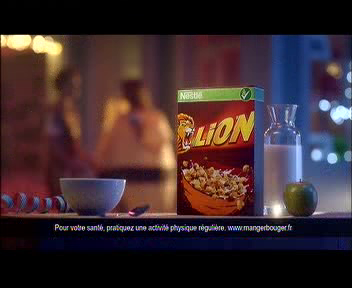 Nestlé
LION
Pour votre santé, pratiquez une activité physique régulière, www.mangerbouger.fr